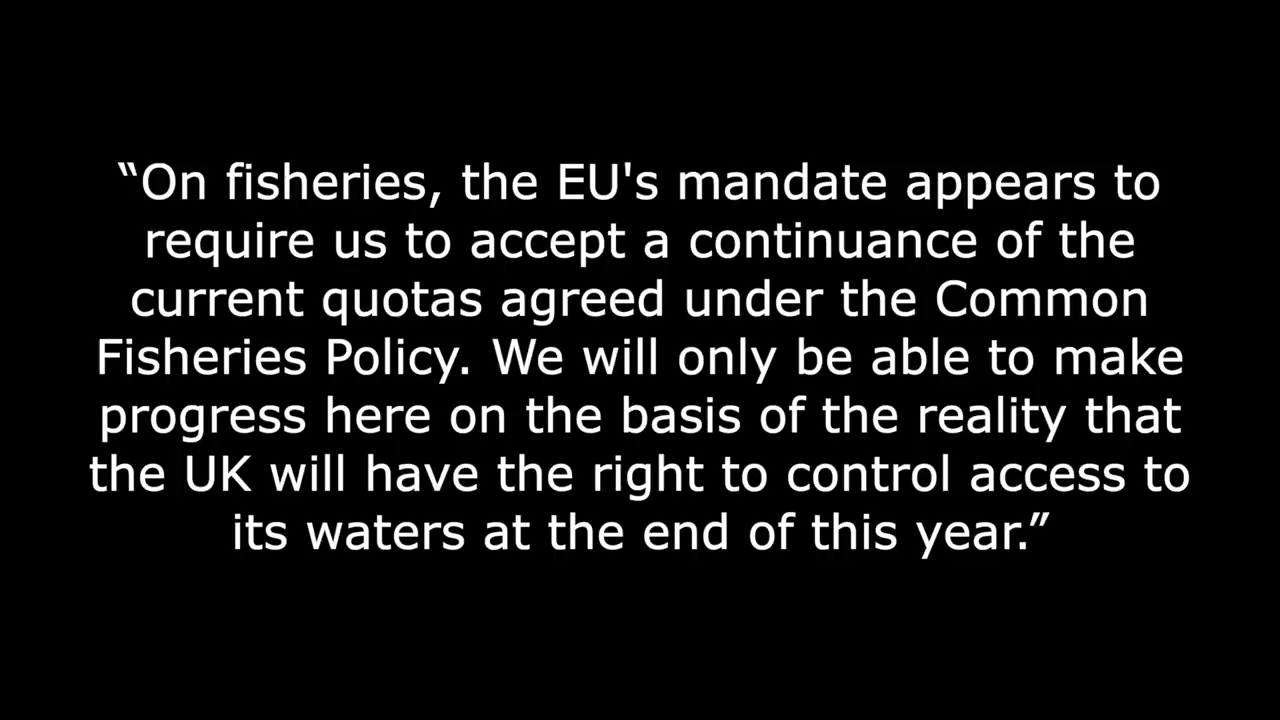 “On fisheries, the EU's mandate appears to
require us to accept a continuance of the
current quotas agreed under the Common
Fisheries Policy. We will only be able to make
progress here on the basis of the reality that
the UK will have the right to control access to
its waters at the end of this year.”